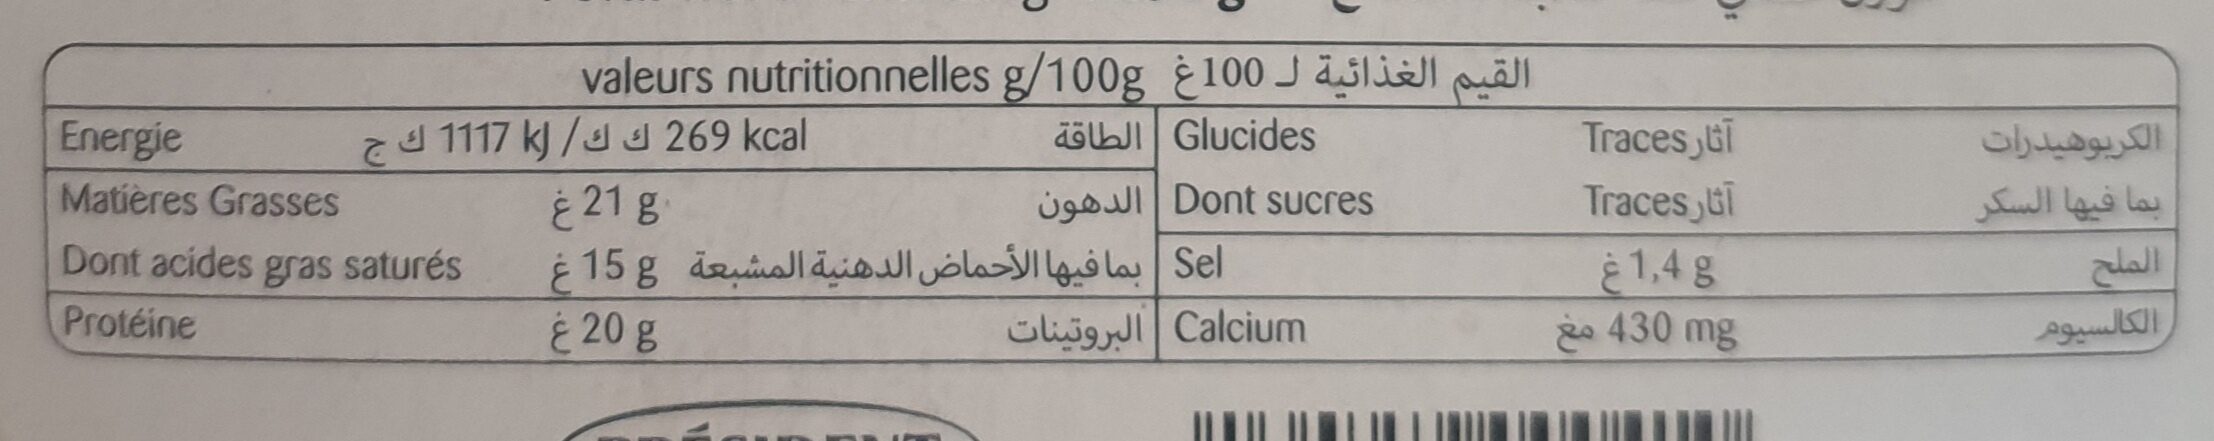 valeurs nutritionnelles g/100g القيم الغذائية لـ 100غ
Energie ك ج 1117 kJ / ك ك 269 kcal الطاقة
Matières Grasses غ 21 g الدهون
Dont acides gras saturés غ 15 g بما فيها الأحماض الدهنية المشبعة
Protéine غ 20 g البروتينات
Glucides Traces آثار الكربوهيدرات
Dont sucres Traces آثار بما فيها السكر
Sel غ 1,4 g الملح
Calcium مغ 430 mg الكالسيوم
PRÉSIDENT